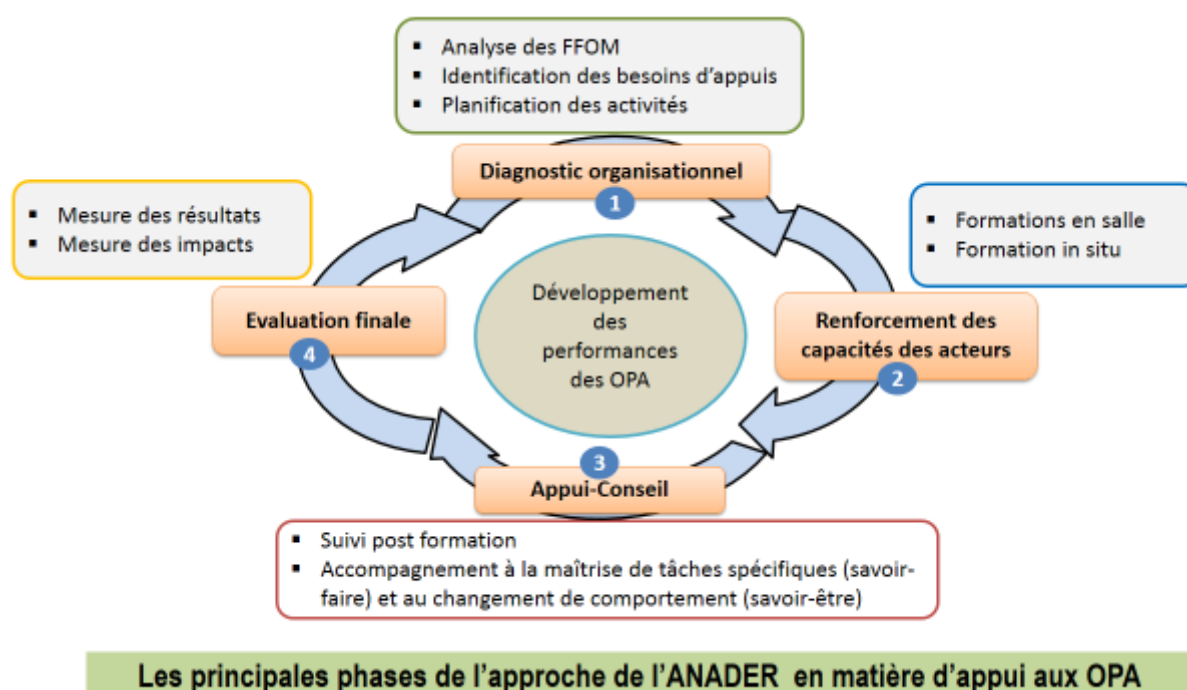 ▪ Analyse des FFOM
▪ Identification des besoins d'appuis
▪ Planification des activités
Diagnostic organisationnel
1
▪ Mesure des résultats
▪ Mesure des impacts
▪ Formations en salle
▪ Formation in situ
Développement
des
performances
des OPA
Evaluation finale
4
Renforcement des
capacités des acteurs
2
3
Appui-Conseil
▪ Suivi post formation
▪ Accompagnement à la maîtrise de tâches spécifiques (savoir-
faire) et au changement de comportement (savoir-être)
Les principales phases de l'approche de l'ANADER en matière d'appui aux OPA